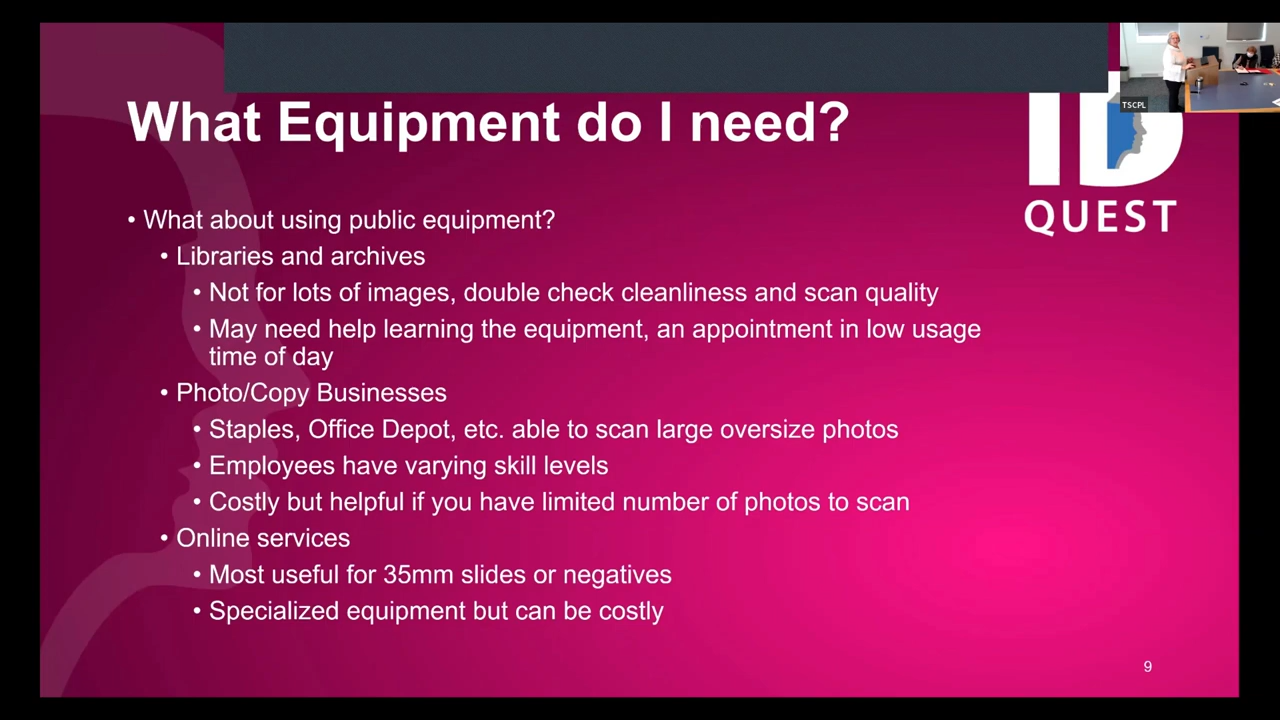 TSCPL
What Equipment do I need?
ID
QUEST
• What about using public equipment?
• Libraries and archives
• Not for lots of images, double check cleanliness and scan quality
• May need help learning the equipment, an appointment in low usage
time of day
• Photo/Copy Businesses
• Staples, Office Depot, etc. able to scan large oversize photos
• Employees have varying skill levels
• Costly but helpful if you have limited number of photos to scan
• Online services
• Most useful for 35mm slides or negatives
• Specialized equipment but can be costly
9